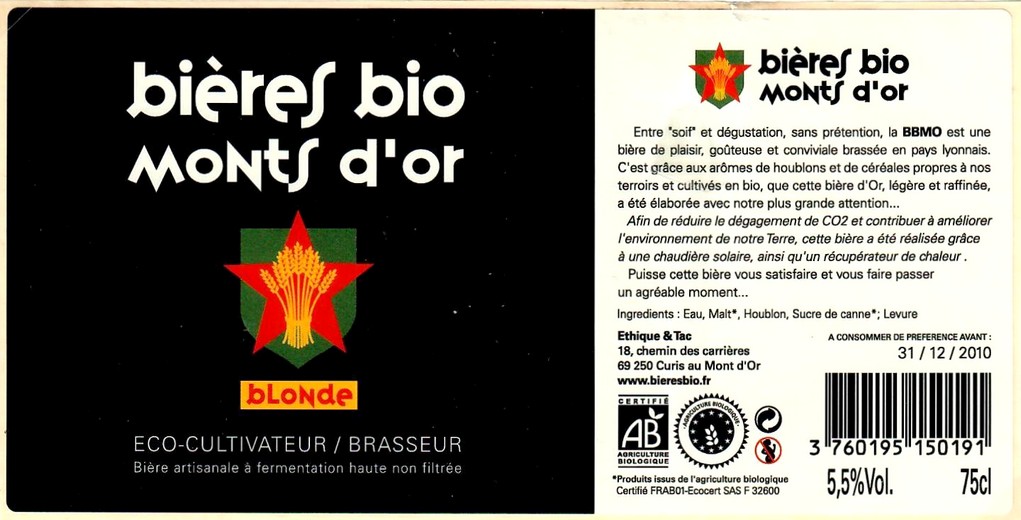 bières bio
monts d'or
blonde
ECO-CULTIVATEUR / BRASSEUR
Bière artisanale à fermentation haute non filtrée
bières bio
monts d'or
Entre "soif" et dégustation, sans prétention, la BBMO est une
bière de plaisir, goûteuse et conviviale brassée en pays lyonnais.
C'est grâce aux arômes de houblons et de céréales propres à nos
terroirs et cultivés en bio, que cette bière d'Or, légère et raffinée,
a été élaborée avec notre plus grande attention...
Afin de réduire le dégagement de CO2 et contribuer à améliorer
l'environnement de notre Terre, cette bière a été réalisée grâce
à une chaudière solaire, ainsi qu'un récupérateur de chaleur .
Puisse cette bière vous satisfaire et vous faire passer
un agréable moment...
Ingredients : Eau, Malt*, Houblon, Sucre de canne*; Levure
Ethique & Tac
18, chemin des carrières
69 250 Curis au Mont d'Or
www.bieresbio.fr
A CONSOMMER DE PREFERENCE AVANT :
31 / 12 / 2010
CERTIFIÉ
AB
AGRICULTURE
BIOLOGIQUE
AGRICULTURE BIOLOGIQUE
3 760195 150191
*Produits issus de l'agriculture biologique
Certifié FRAB01-Ecocert SAS F 32600
5,5%Vol.
75cl